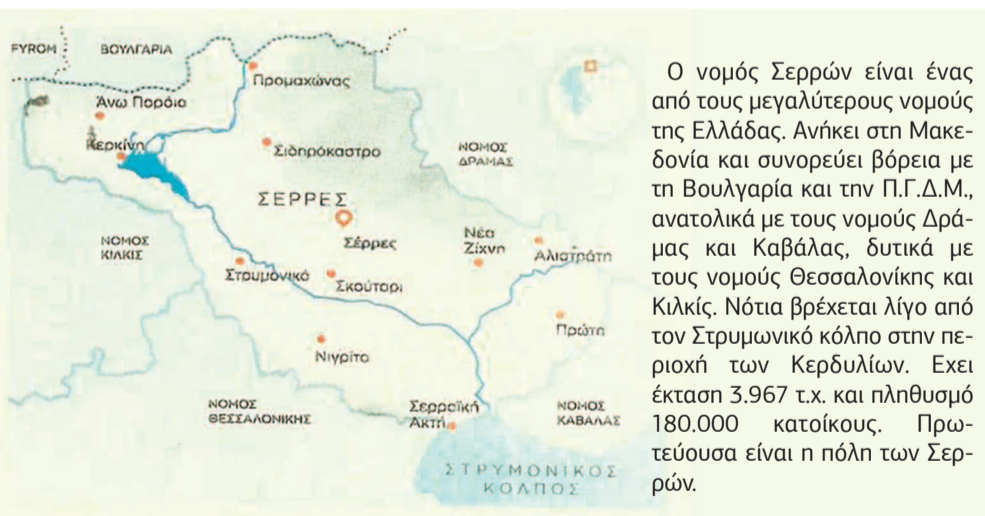 FYROM
ΒΟΥΛΓΑΡΙΑ
Προμαχώνας
Άνω Πορόια
Κερκίνη
Σιδηρόκαστρο
ΝΟΜΟΣ
ΔΡΑΜΑΣ
ΣΕΡΡΕΣ
Σέρρες
ΝΟΜΟΣ
ΚΙΛΚΙΣ
Νέα
Ζίχνη
Αλιστράτη
Στρυμονικό
Σκούταρι
Πρώτη
Νιγρίτα
ΝΟΜΟΣ
ΘΕΣΣΑΛΟΝΙΚΗΣ
Σερραϊκή
Ακτή
ΝΟΜΟΣ
ΚΑΒΑΛΑΣ
ΣΤΡΥΜΟΝΙΚΟΣ
ΚΟΛΠΟΣ
Ο νομός Σερρών είναι ένας
από τους μεγαλύτερους νομούς
της Ελλάδας. Ανήκει στη Μακε-
δονία και συνορεύει βόρεια με
τη Βουλγαρία και την Π.Γ.Δ.Μ.,
ανατολικά με τους νομούς Δρά-
μας και Καβάλας, δυτικά με
τους νομούς Θεσσαλονίκης και
Κιλκίς. Νότια βρέχεται λίγο από
τον Στρυμωνικό κόλπο στην πε-
ριοχή των Κερδυλίων. Εχει
έκταση 3.967 τ.χ. και πληθυσμό
180.000 κατοίκους. Πρω-
τεύουσα είναι η πόλη των Σερ-
ρών.